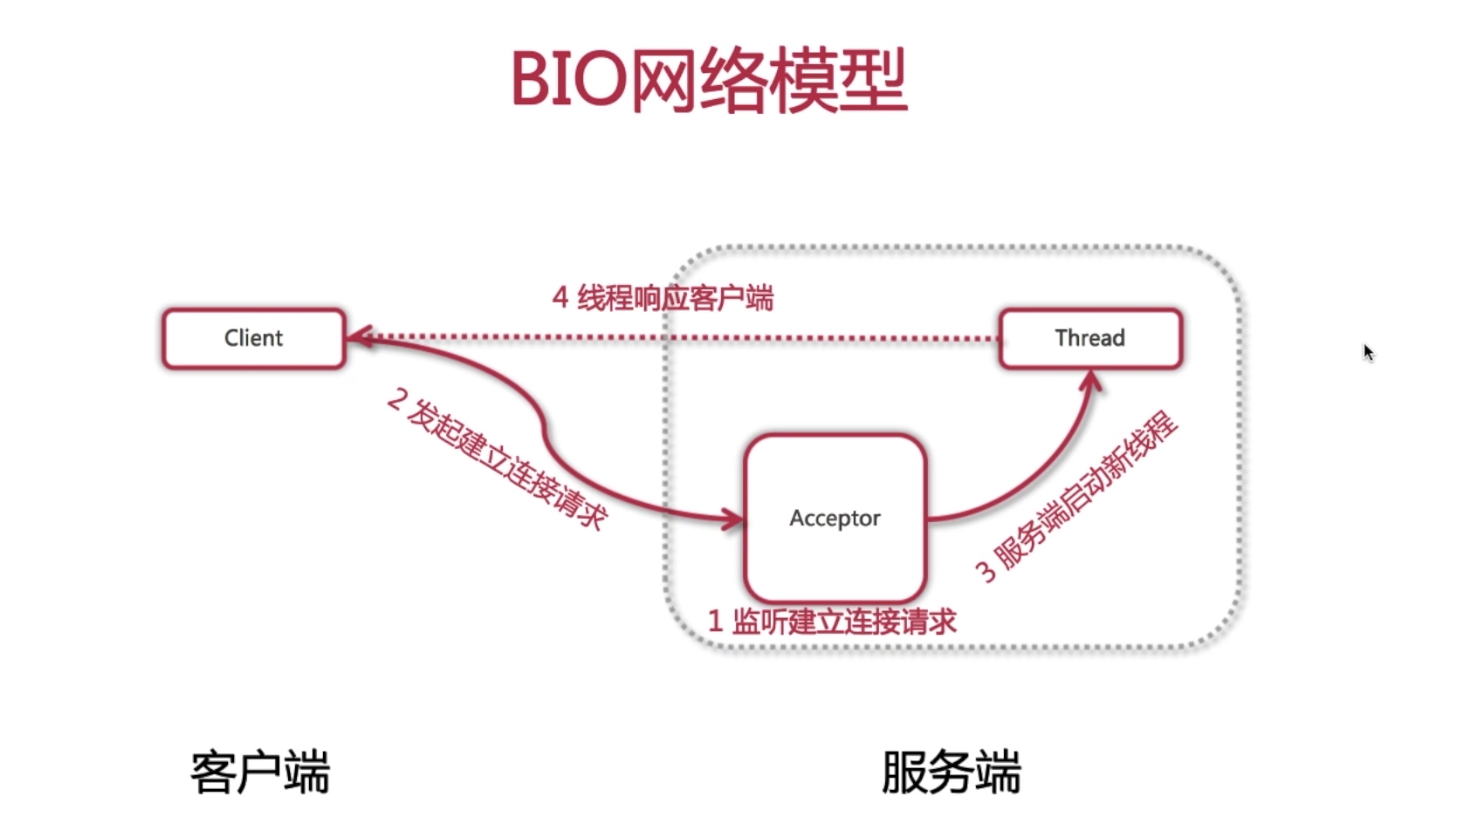 BIO网络模型
4 线程响应客户端
Client
Thread
2 发起建立连接请求
3 服务端启动新线程
Acceptor
1 监听建立连接请求
客户端
服务端